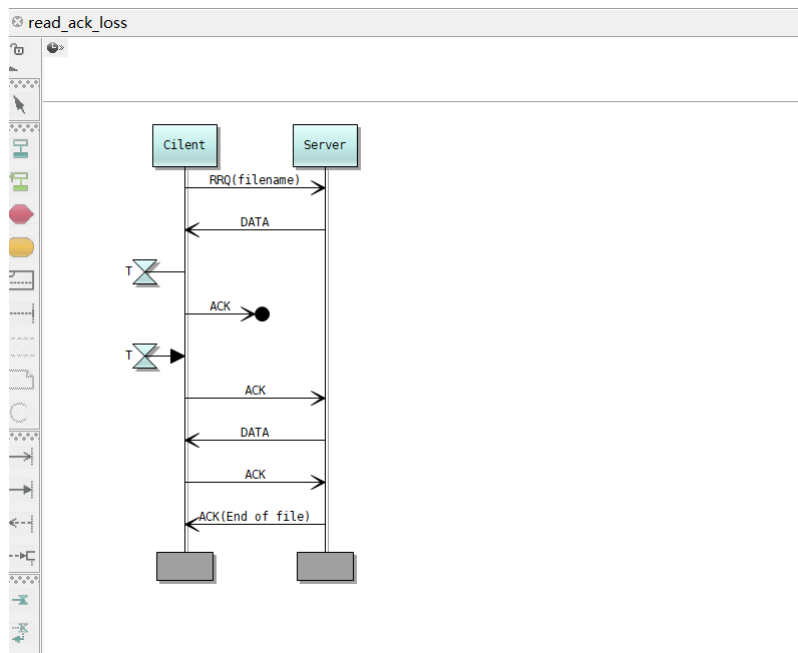 read_ack_loss
Cilent
Server
RRQ(filename)
DATA
T
ACK
T
ACK
DATA
ACK
ACK(End of file)